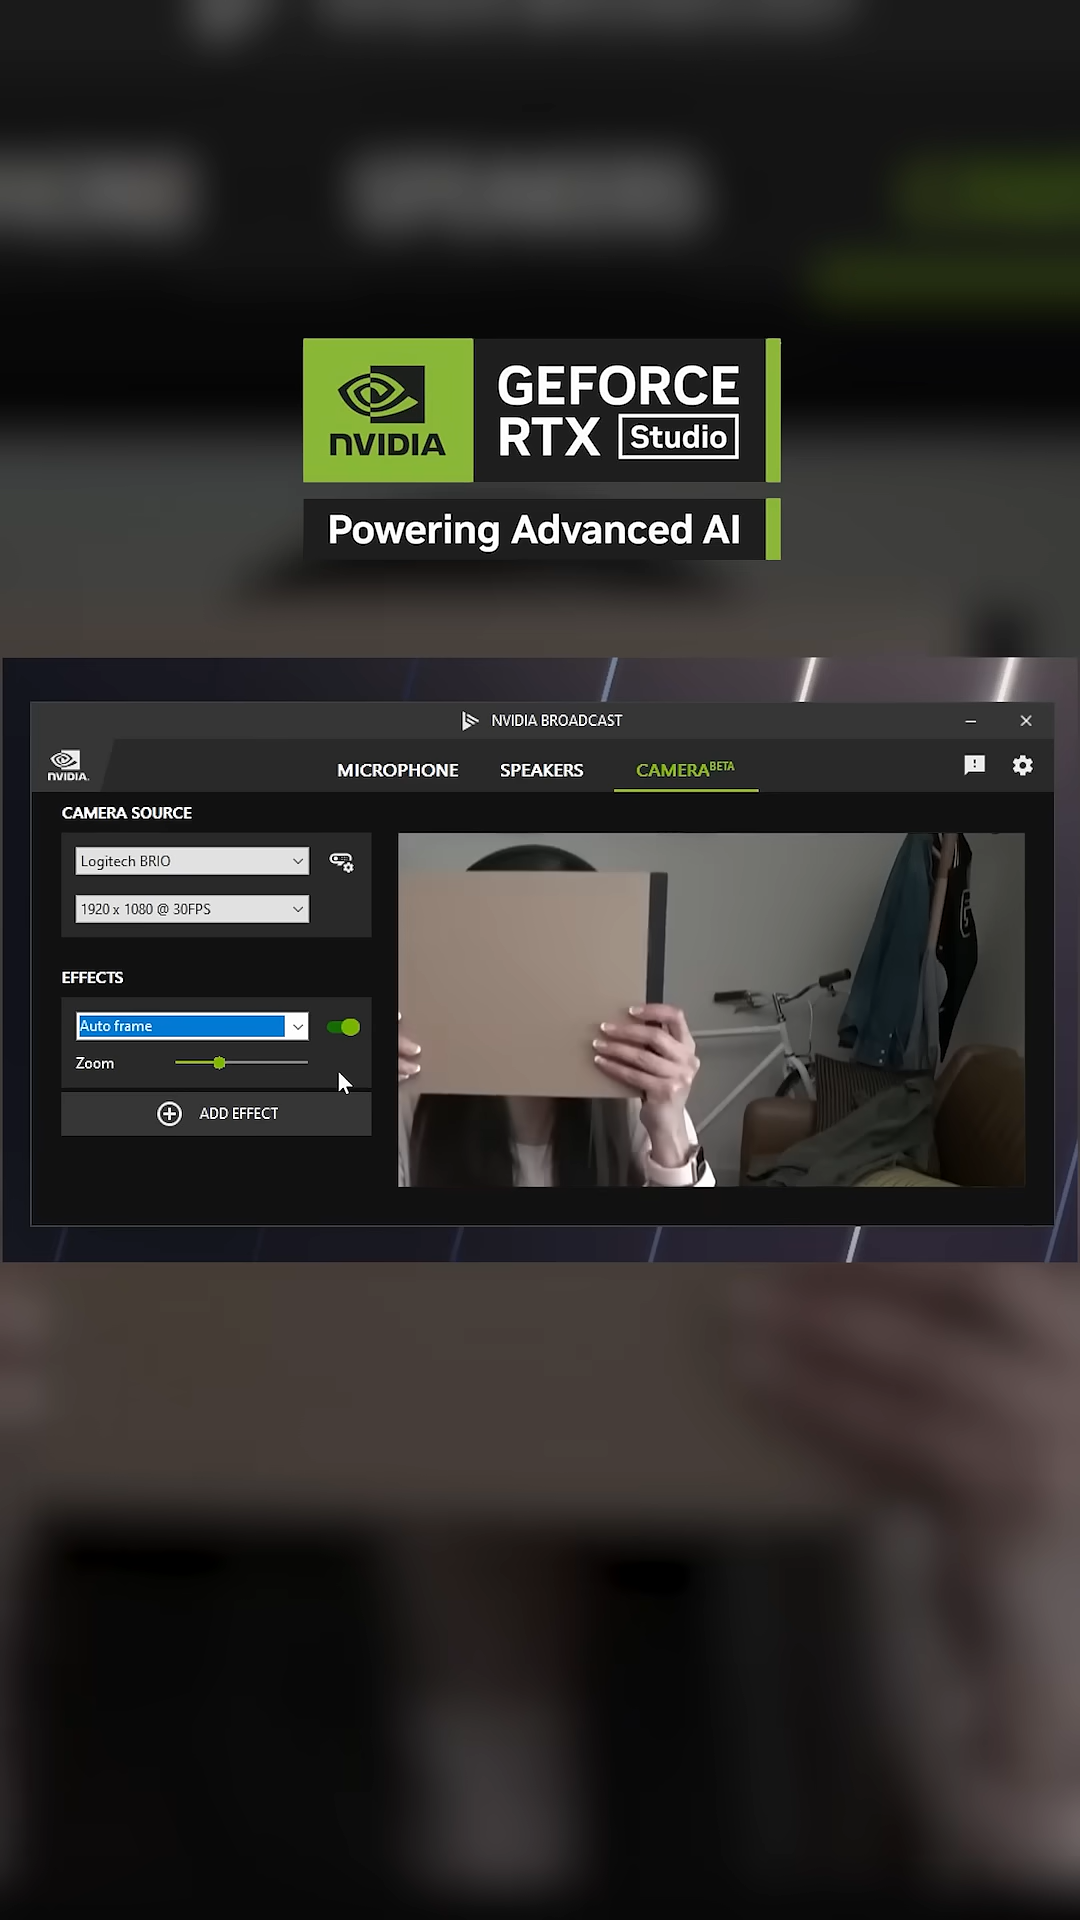 NVIDIA
GEFORCE
RTX Studio
Powering Advanced AI
NVIDIA BROADCAST
NVIDIA.
MICROPHONE
SPEAKERS
CAMERA BETA
CAMERA SOURCE
Logitech BRIO
1920 x 1080 @ 30FPS
EFFECTS
Auto frame
Zoom
ADD EFFECT